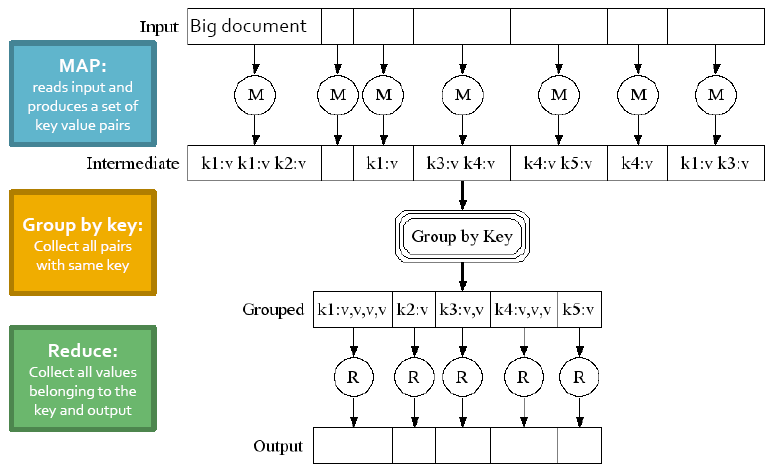 Input
Big document
MAP:
reads input and
produces a set of
key value pairs
M M M M M M M
Intermediate
k1:v k1:v k2:v
k1:v
k3:v k4:v
k4:v k5:v
k4:v
k1:v k3:v
Group by key:
Collect all pairs
with same key
Group by Key
Grouped
k1:v,v,v,v
k2:v
k3:v,v
k4:v,v,v
k5:v
Reduce:
Collect all values
belonging to the
key and output
R R R R R
Output